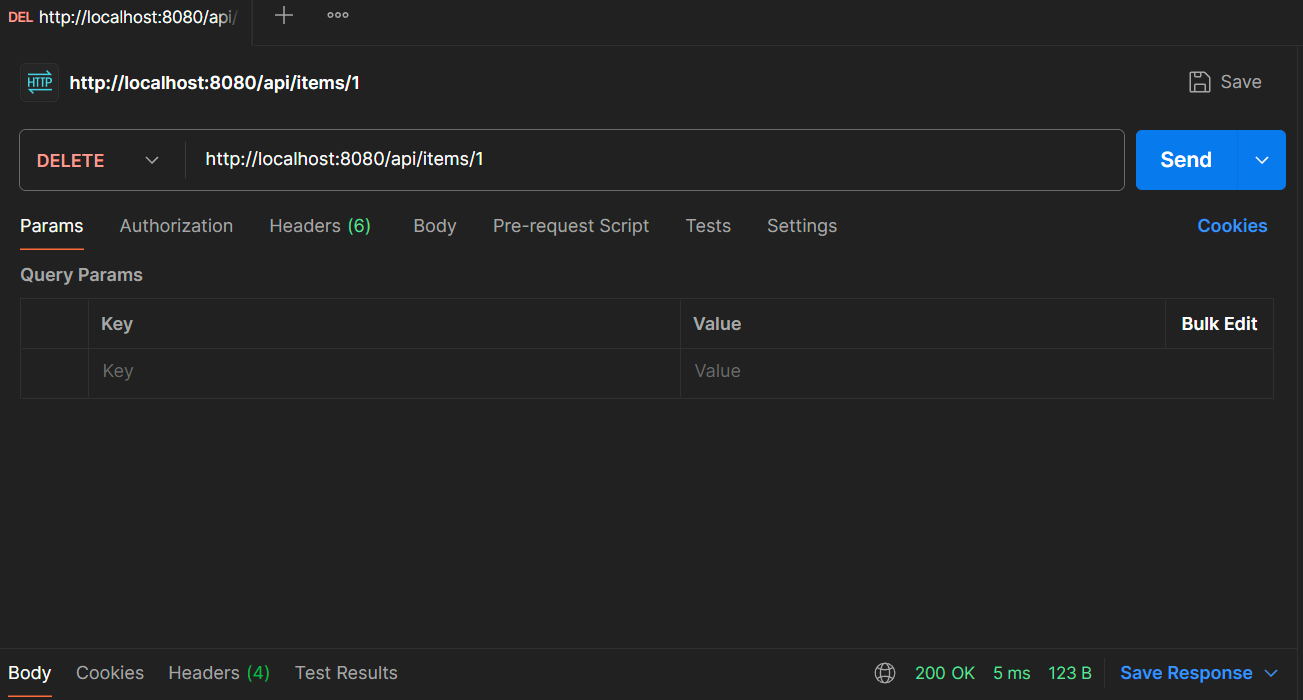 DEL http://localhost:8080/api/
HTTP http://localhost:8080/api/items/1 Save
DELETE http://localhost:8080/api/items/1 Send
Params Authorization Headers (6) Body Pre-request Script Tests Settings Cookies
Query Params
Key Value Bulk Edit
Key Value
Body Cookies Headers (4) Test Results 200 OK 5 ms 123 B Save Response